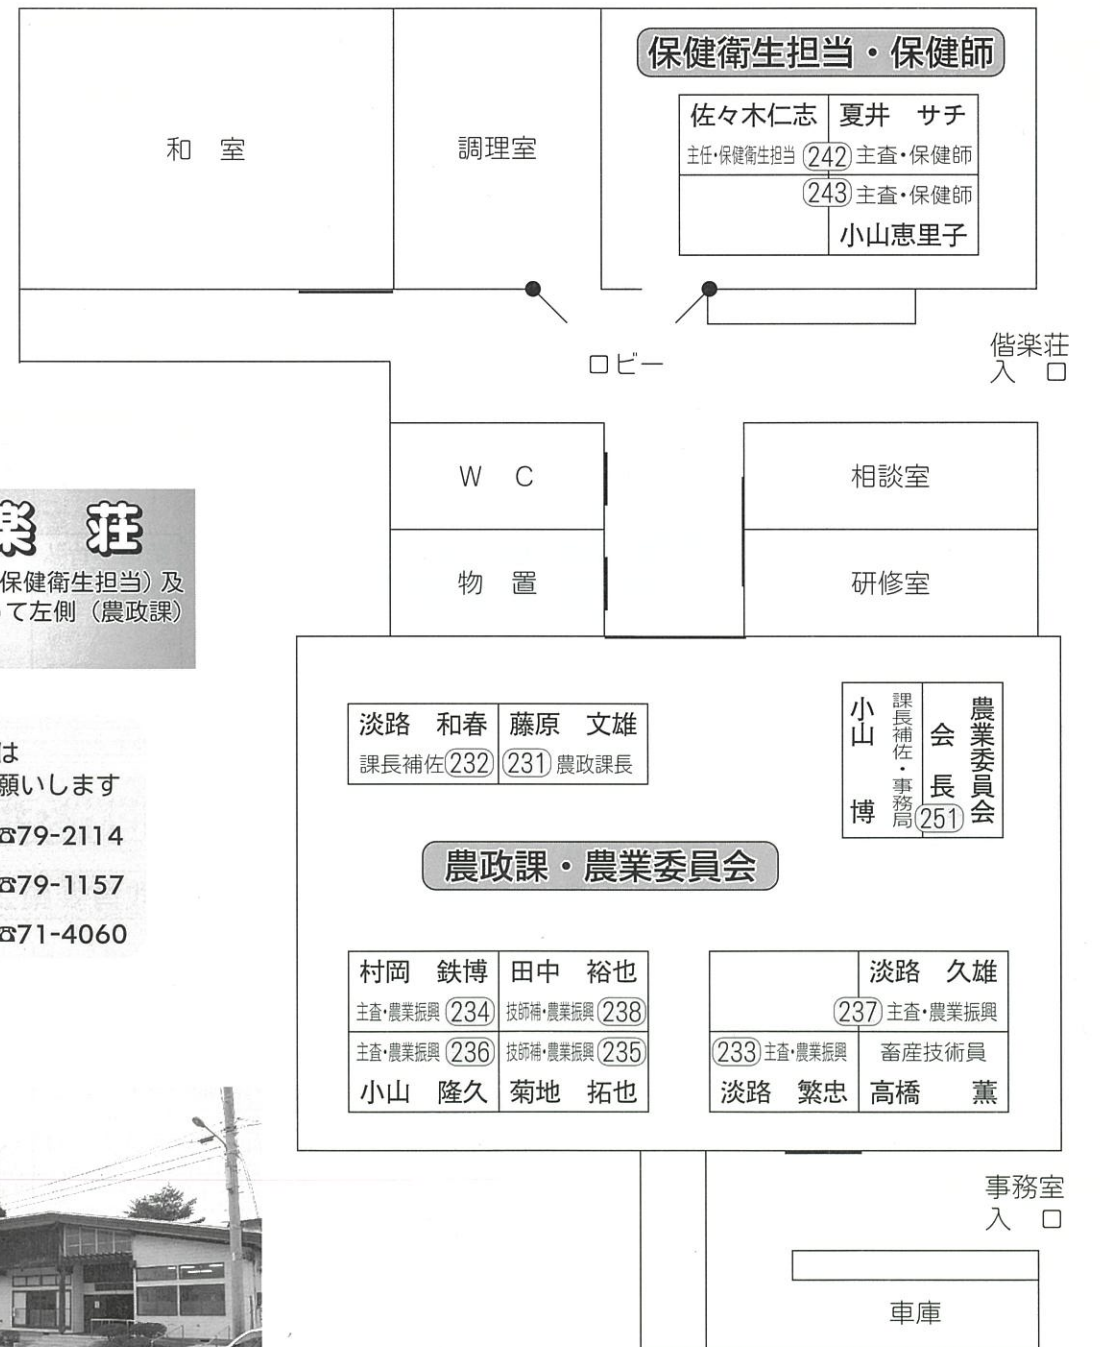 保健衛生担当・保健師
佐々木仁志 夏井 サチ
主任・保健衛生担当 242 主査・保健師
243 主査・保健師
小山恵里子
和 室
調理室
ロビー
偕楽荘
入 口
W C
相談室
物 置
研修室
楽 荘
保健衛生担当）及
て左側（農政課）
は
願いします
☎79-2114
☎79-1157
☎71-4060
淡路 和春 藤原 文雄
課長補佐 232 231 農政課長
農業委員会
会 長 251
課長補佐・事務局
小山 博
農政課・農業委員会
村岡 鉄博 田中 裕也
主査・農業振興 234 技師補・農業振興 238
主査・農業振興 236 技師補・農業振興 235
小山 隆久 菊地 拓也
淡路 久雄
237 主査・農業振興
233 主査・農業振興 畜産技術員
淡路 繁忠 高橋 薫
事務室
入 口
車庫